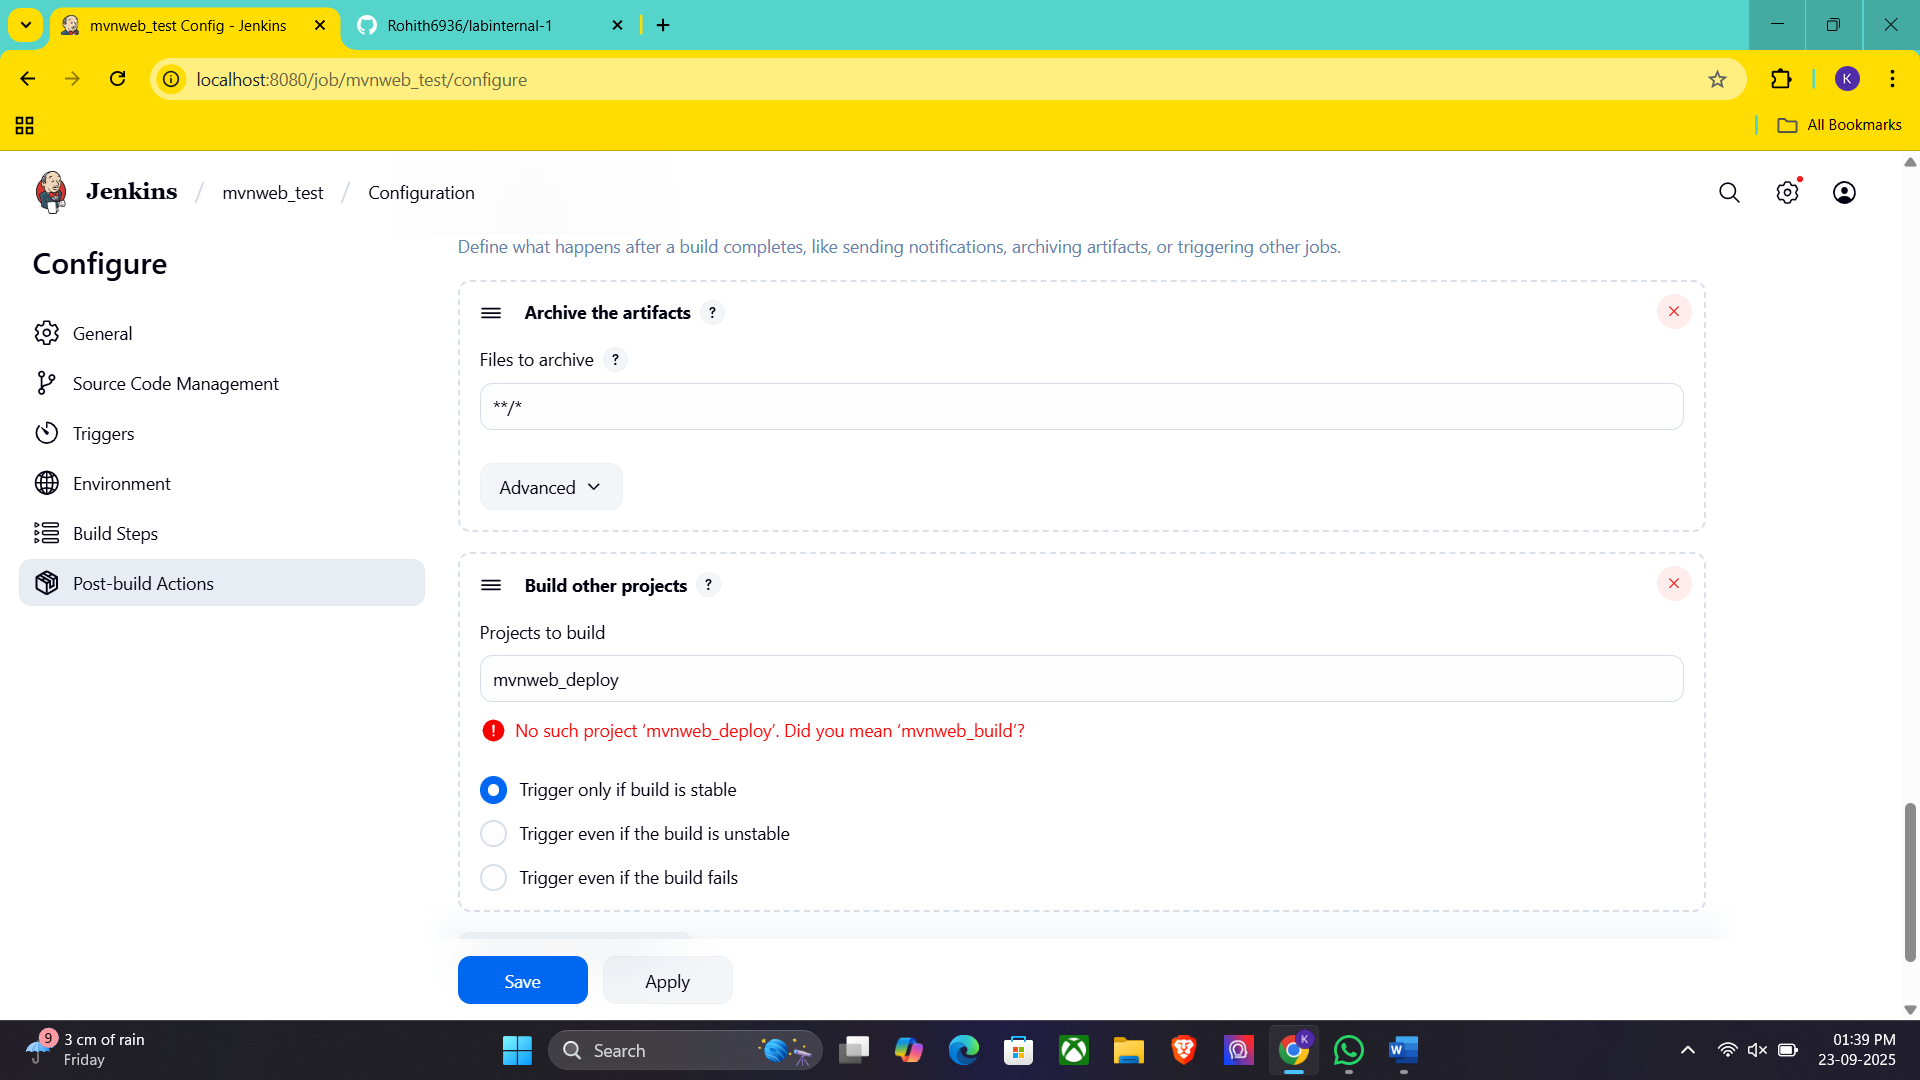 mvnweb_test Config - Jenkins
Rohith6936/labinternal-1
localhost:8080/job/mvnweb_test/configure
K
All Bookmarks
Jenkins / mvnweb_test / Configuration
Configure
General
Source Code Management
Triggers
Environment
Build Steps
Post-build Actions
Define what happens after a build completes, like sending notifications, archiving artifacts, or triggering other jobs.
Archive the artifacts ?
Files to archive ?
**/*
Advanced
Build other projects ?
Projects to build
mvnweb_deploy
No such project ‘mvnweb_deploy’. Did you mean ‘mvnweb_build’?
Trigger only if build is stable
Trigger even if the build is unstable
Trigger even if the build fails
Save
Apply
9
3 cm of rain
Friday
Search
K
W
01:39 PM
23-09-2025